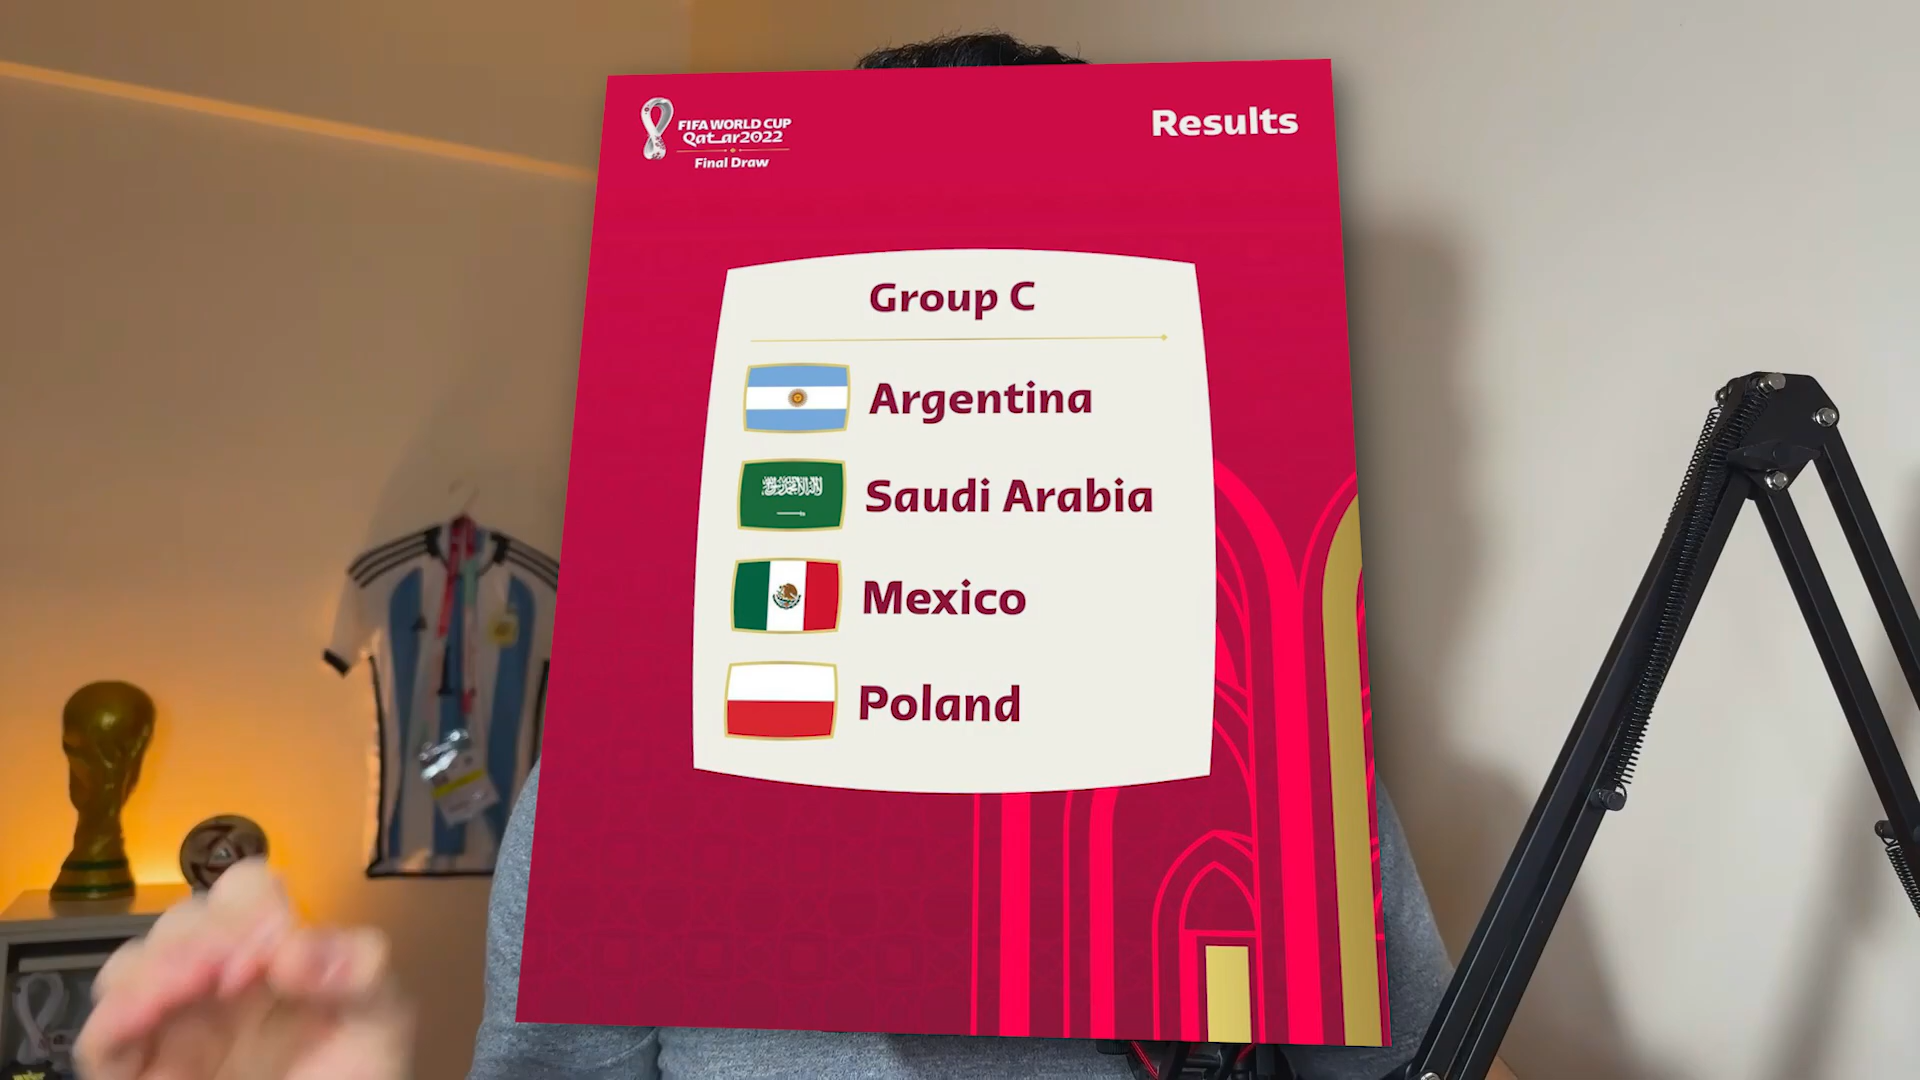 FIFA WORLD CUP
Qatar2022
Final Draw
Results
Group C
Argentina
Saudi Arabia
Mexico
Poland